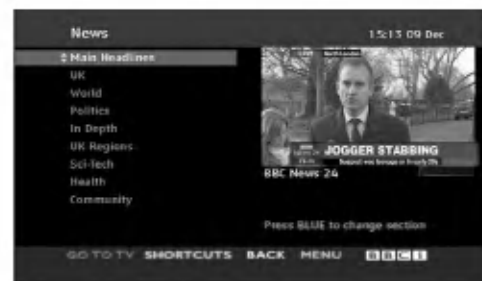 News
15:13 09 Dec
Main Headlines
UK
World
Politics
In Depth
UK Regions
Sci-Tech
Health
Community
JOGGER STABBING
BBC News 24
Press BLUE to change section
GO TO TV SHORTCUTS BACK MENU BBCi